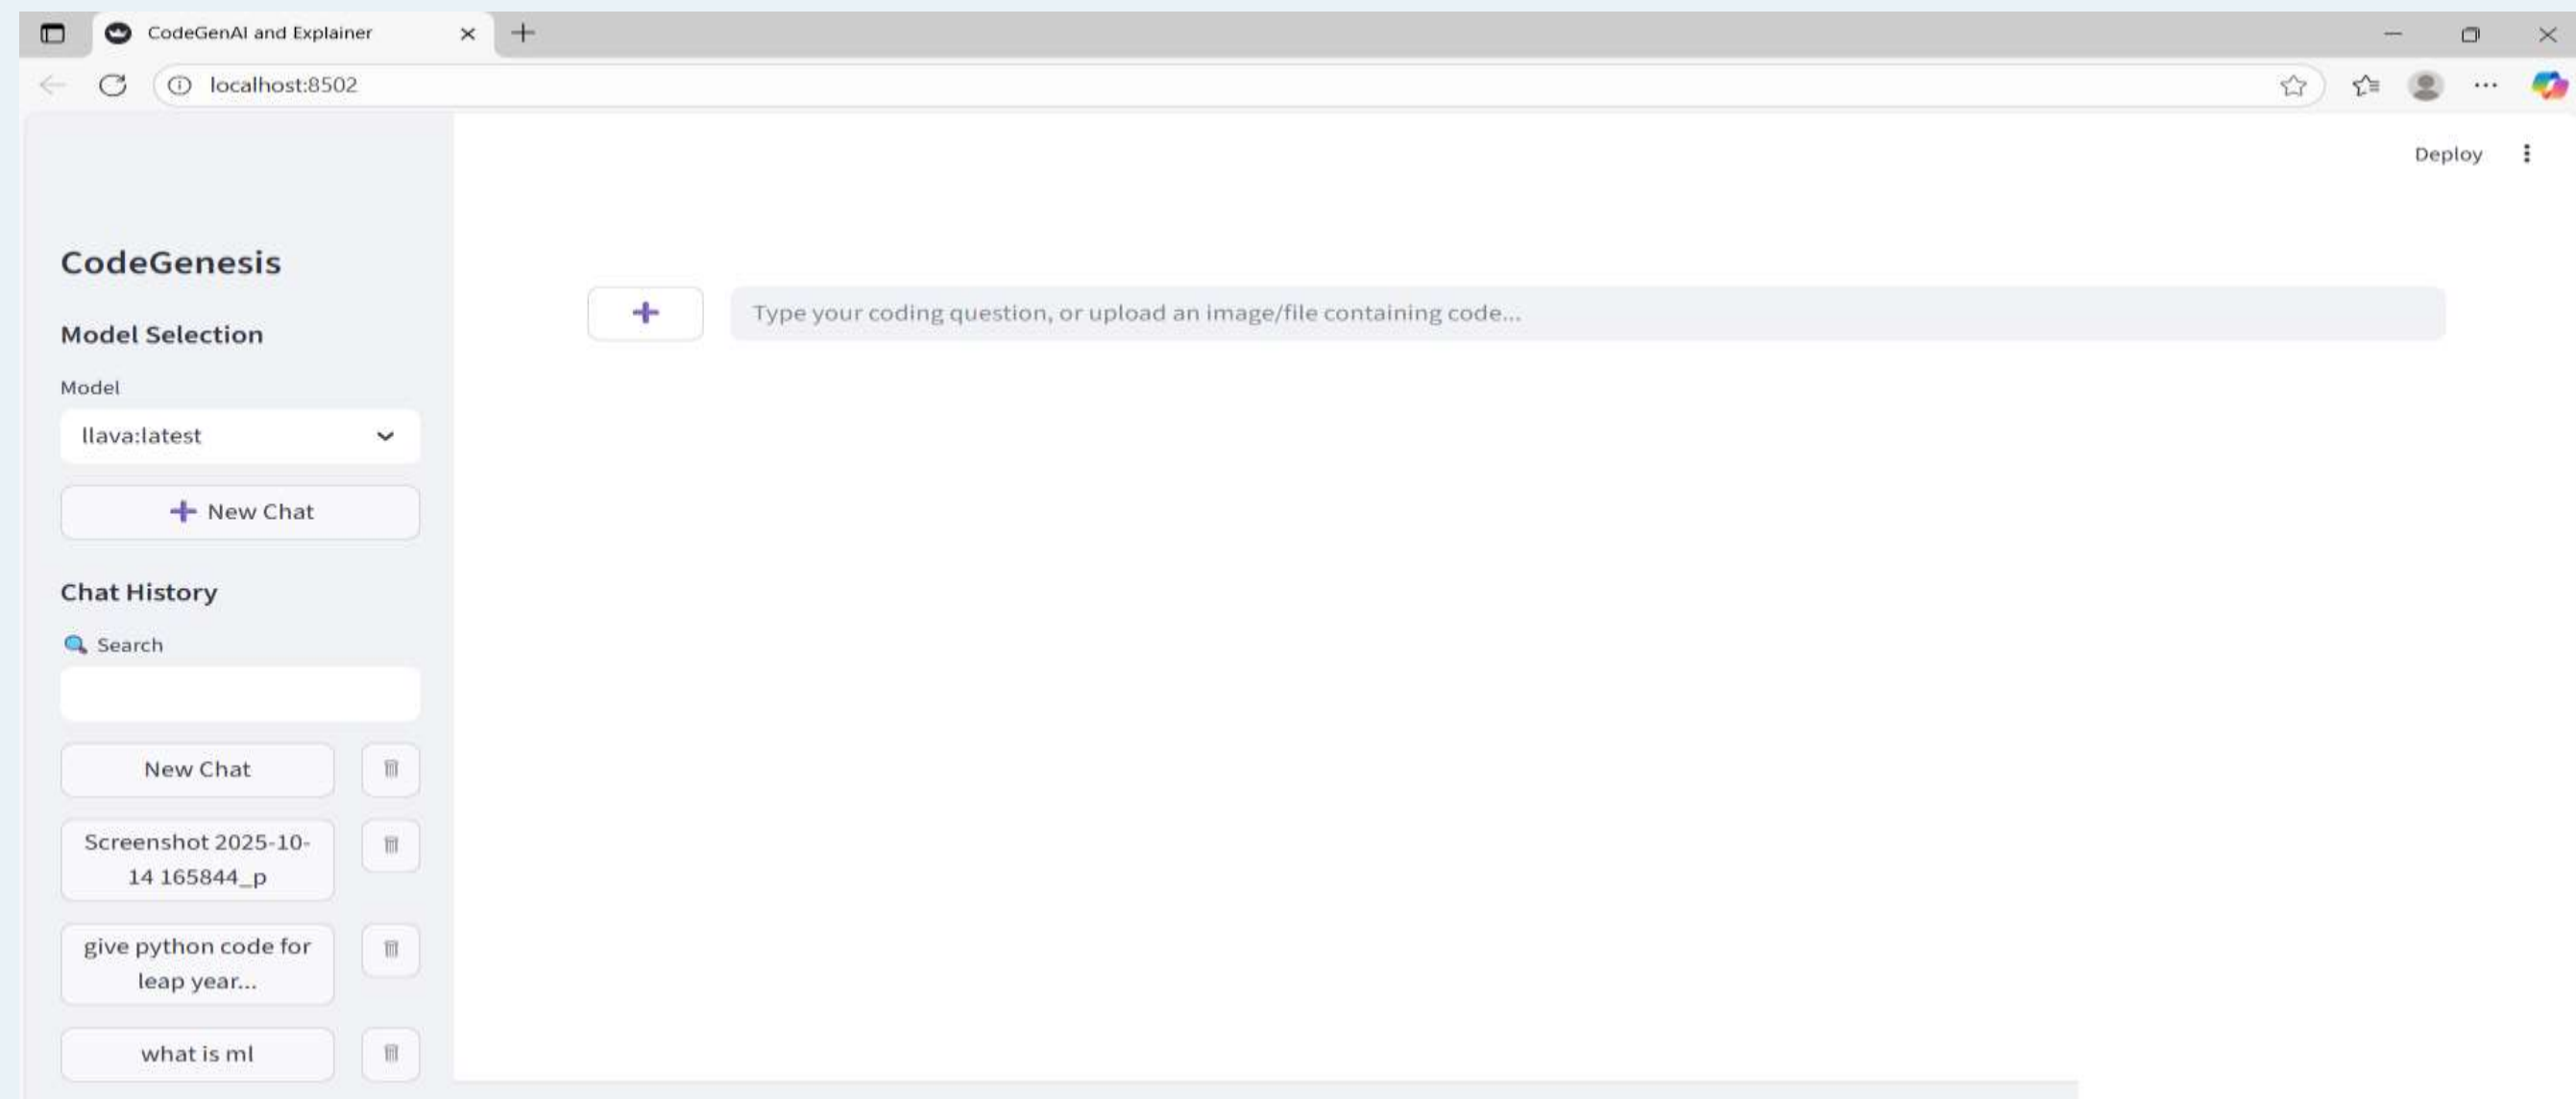 CodeGenAI and Explainer
localhost:8502
Deploy
CodeGenesis
Model Selection
Model
llava:latest
New Chat
Chat History
Search
New Chat
Screenshot 2025-10-
14 165844_p
give python code for
leap year...
what is ml
Type your coding question, or upload an image/file containing code...